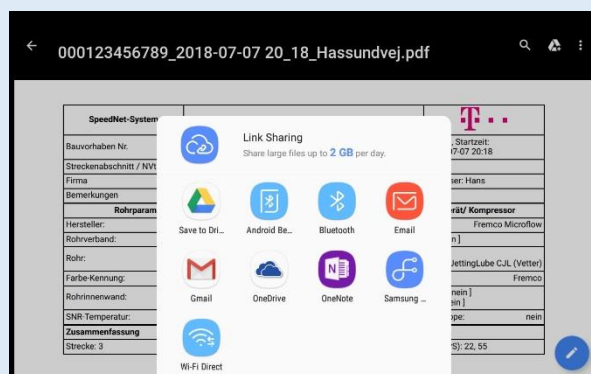 000123456789_2018-07-07 20_18_Hassundvej.pdf
SpeedNet-System
T
Bauvorhaben Nr.
, Startzeit:
07-07 20:18
Streckenabschnitt / NVt
Firma
ser: Hans
Bemerkungen
Rohrparam
erät/ Kompressor
Hersteller:
Fremco Microflow
Rohrverband:
n ]
Rohr:
JettingLube CJL (Vetter)
Farbe-Kennung:
Fremco
Rohrinnenwand:
nein ]
ein ]
SNR-Temperatur:
ope:
nein
Zusammenfassung
Strecke: 3
PS): 22, 55
Link Sharing
Share large files up to 2 GB per day.
Save to Dri...
Android Be...
Bluetooth
Email
Gmail
OneDrive
OneNote
Samsung ...
Wi-Fi Direct